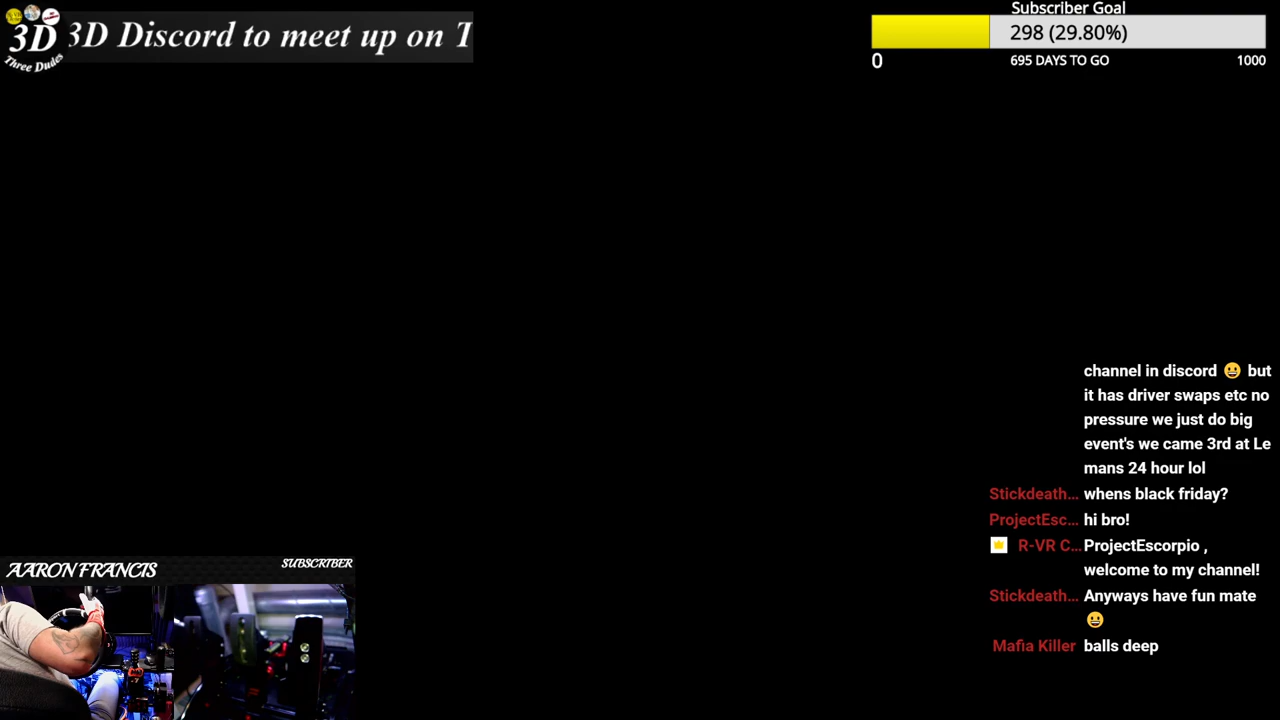 3D
Three Dudes
3D Discord to meet up on T
Subscriber Goal
298 (29.80%)
0
695 DAYS TO GO
1000
channel in discord 😀 but
it has driver swaps etc no
pressure we just do big
event's we came 3rd at Le
mans 24 hour lol
Stickdeath… whens black friday?
ProjectEsc… hi bro!
R-VR C… ProjectEscorpio ,
welcome to my channel!
Stickdeath… Anyways have fun mate
😀
Mafia Killer balls deep
AARON FRANCIS
SUBSCRIBER